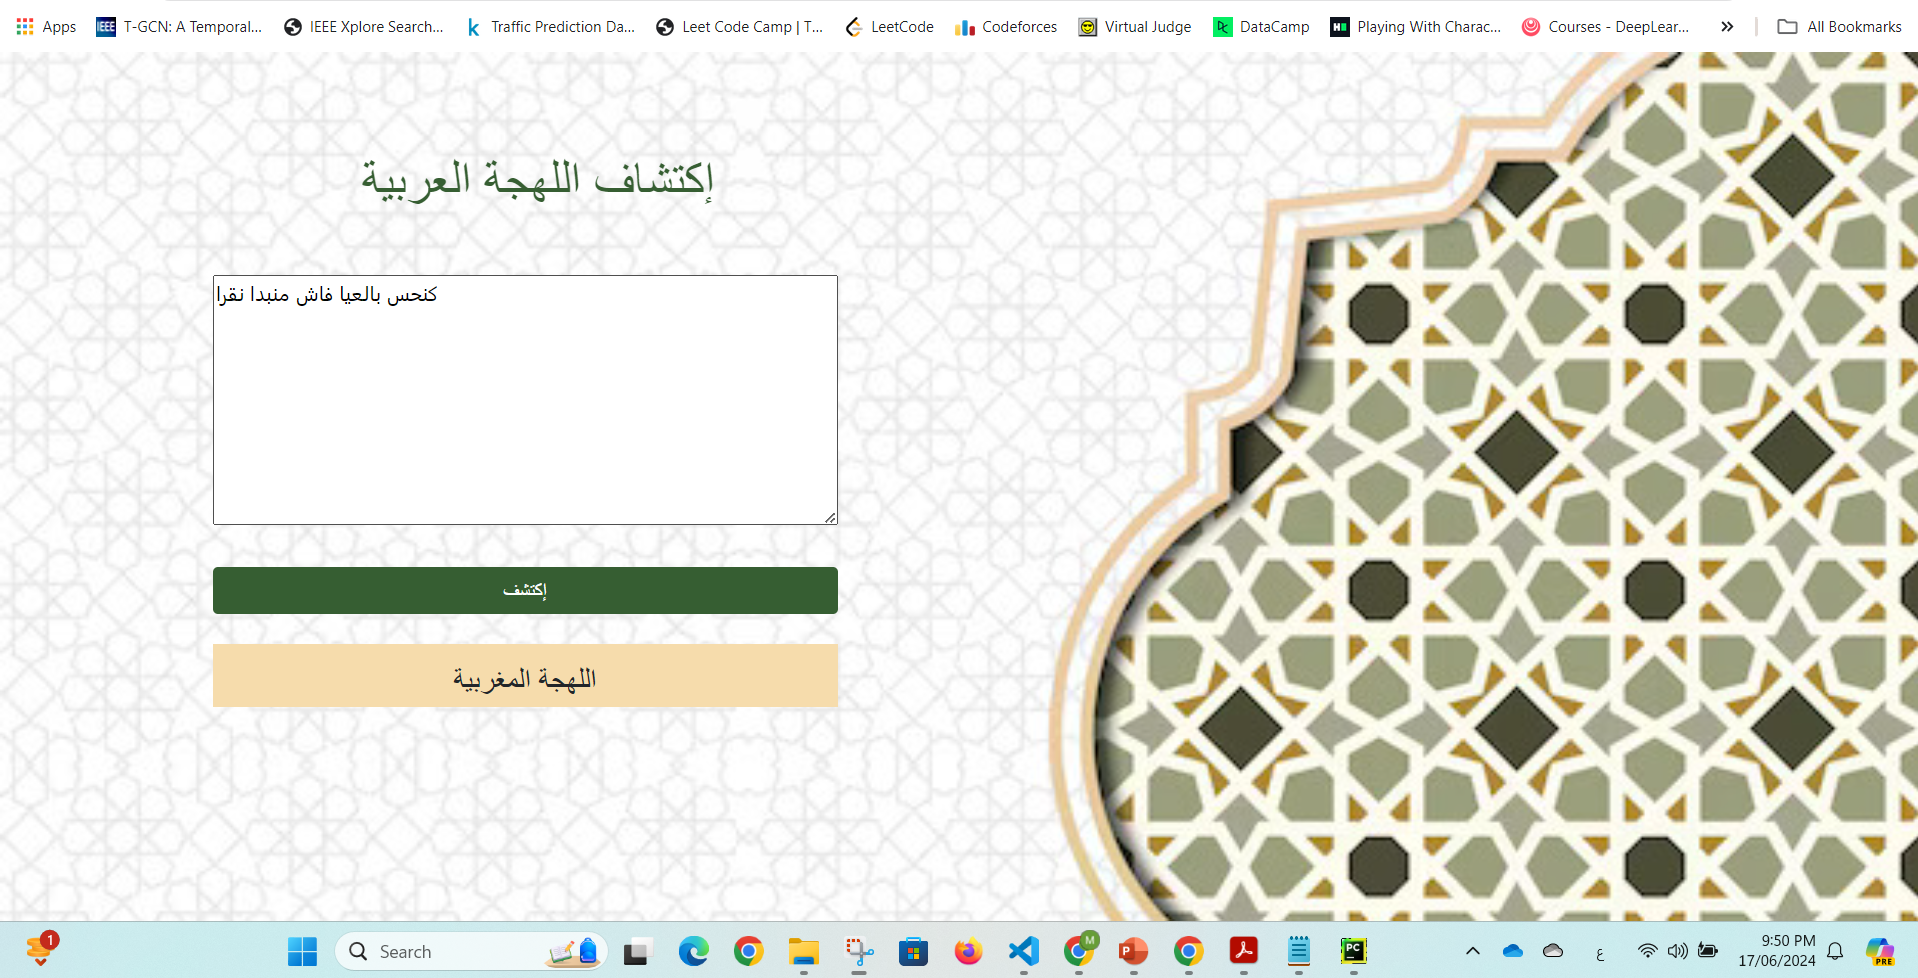 Apps
T-GCN: A Temporal...
IEEE Xplore Search...
Traffic Prediction Da...
Leet Code Camp | T...
LeetCode
Codeforces
Virtual Judge
DataCamp
Playing With Charac...
Courses - DeepLear...
All Bookmarks
إكتشاف اللهجة العربية
كنحس بالعيا فاش منبدا نقرا
إكتشف
اللهجة المغربية
1
Search
M
P
PC
ع
9:50 PM
17/06/2024
PRE